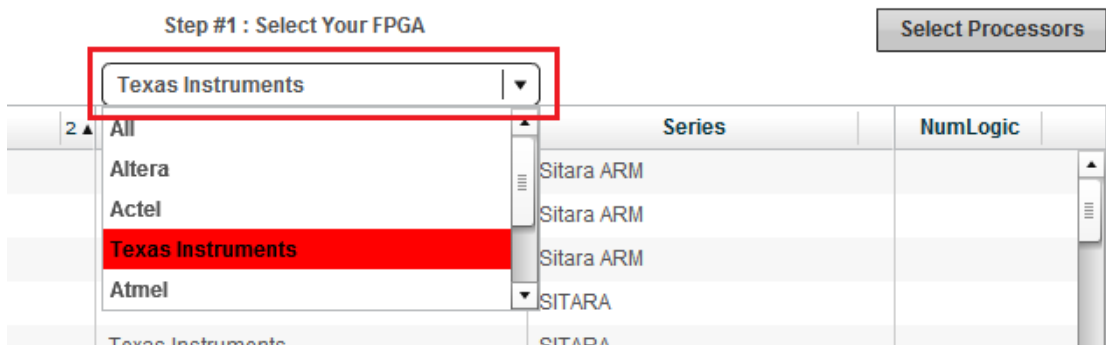 Step #1 : Select Your FPGA
Select Processors
Texas Instruments
2 Series NumLogic
All
Altera
Sitara ARM
Actel
Sitara ARM
Texas Instruments
Sitara ARM
Atmel
SITARA
Texas Instruments SITARA